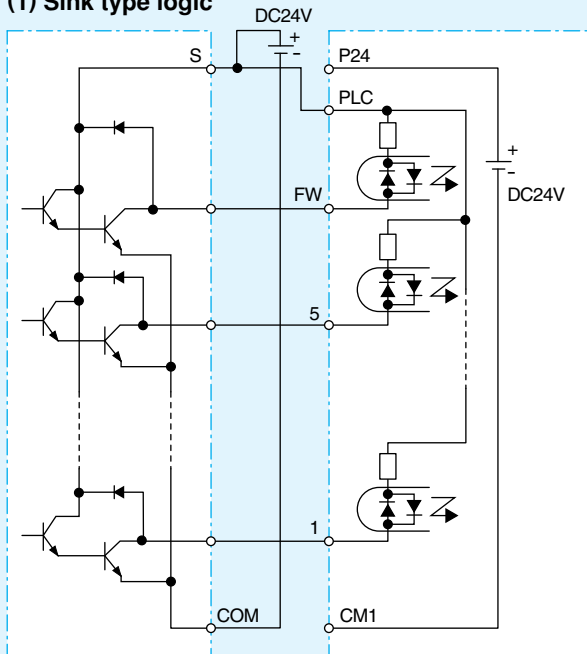 (1) Sink type logic
DC24V
+
-
S
P24
PLC
+
-
DC24V
FW
5
1
COM
CM1